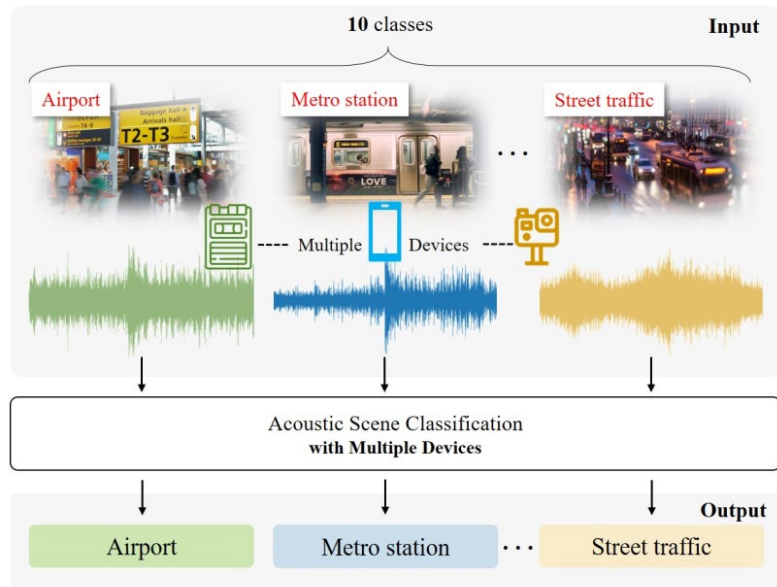 10 classes
Input
Airport
Metro station
Street traffic
Baggage hall
Arrivals hall
T2-T3
LOVE
...
Multiple Devices
Acoustic Scene Classification
with Multiple Devices
Output
Airport
Metro station
...
Street traffic